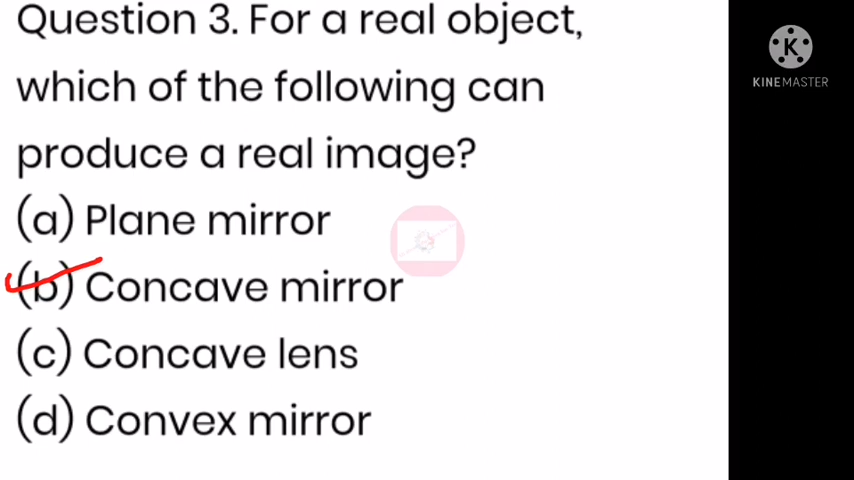 Question 3. For a real object,
which of the following can
produce a real image?
(a) Plane mirror
(b) Concave mirror
(c) Concave lens
(d) Convex mirror
K
KINEMASTER